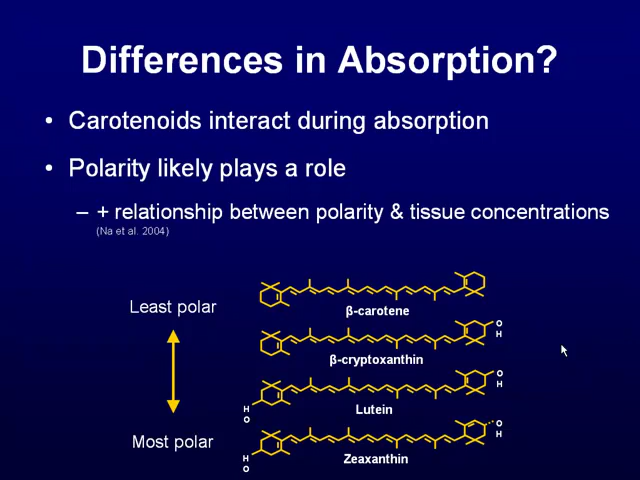 Differences in Absorption?
• Carotenoids interact during absorption
• Polarity likely plays a role
– + relationship between polarity & tissue concentrations
(Na et al. 2004)
Least polar
β-carotene
O
H
β-cryptoxanthin
O
H
H
O
Lutein
Most polar
O
H
H
O
Zeaxanthin